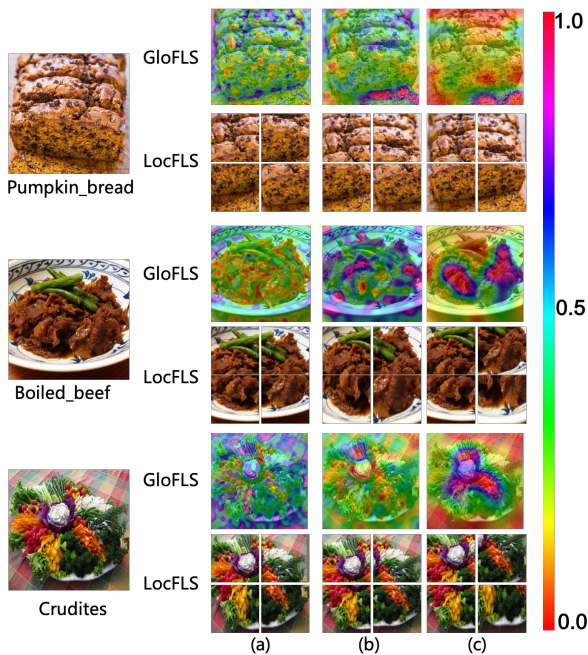 GloFLS
1.0
LocFLS
Pumpkin_bread
GloFLS
0.5
LocFLS
Boiled_beef
GloFLS
LocFLS
Crudites
0.0
(a)
(b)
(c)